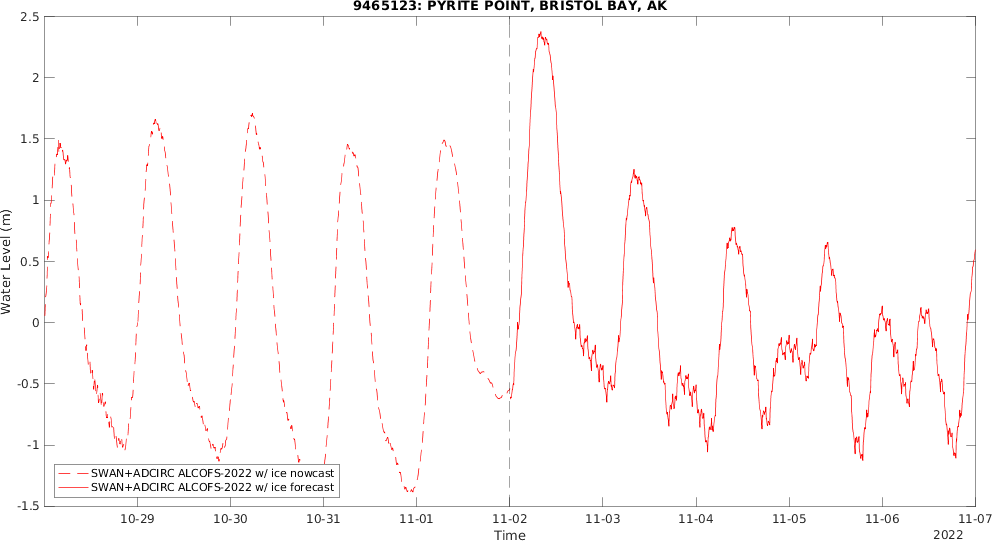 9465123: PYRITE POINT, BRISTOL BAY, AK
Water Level (m)
2.5
2
1.5
1
0.5
0
-0.5
-1
-1.5
SWAN+ADCIRC ALCOFS-2022 w/ ice nowcast
SWAN+ADCIRC ALCOFS-2022 w/ ice forecast
10-29 10-30 10-31 11-01 11-02 11-03 11-04 11-05 11-06 11-07
Time
2022